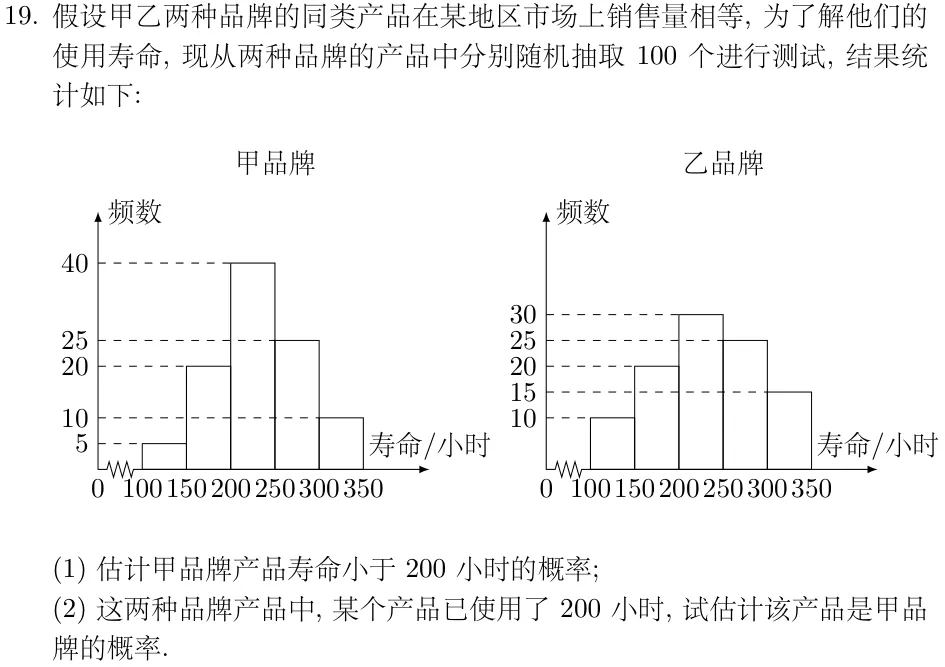 19. 假设甲乙两种品牌的同类产品在某地区市场上销售量相等, 为了解他们的
使用寿命, 现从两种品牌的产品中分别随机抽取 100 个进行测试, 结果统
计如下:
甲品牌
频数
40
25
20
10
5
寿命/小时
0 100 150 200 250 300 350
乙品牌
频数
30
25
20
15
10
寿命/小时
0 100 150 200 250 300 350
(1) 估计甲品牌产品寿命小于 200 小时的概率;
(2) 这两种品牌产品中, 某个产品已使用了 200 小时, 试估计该产品是甲品
牌的概率.